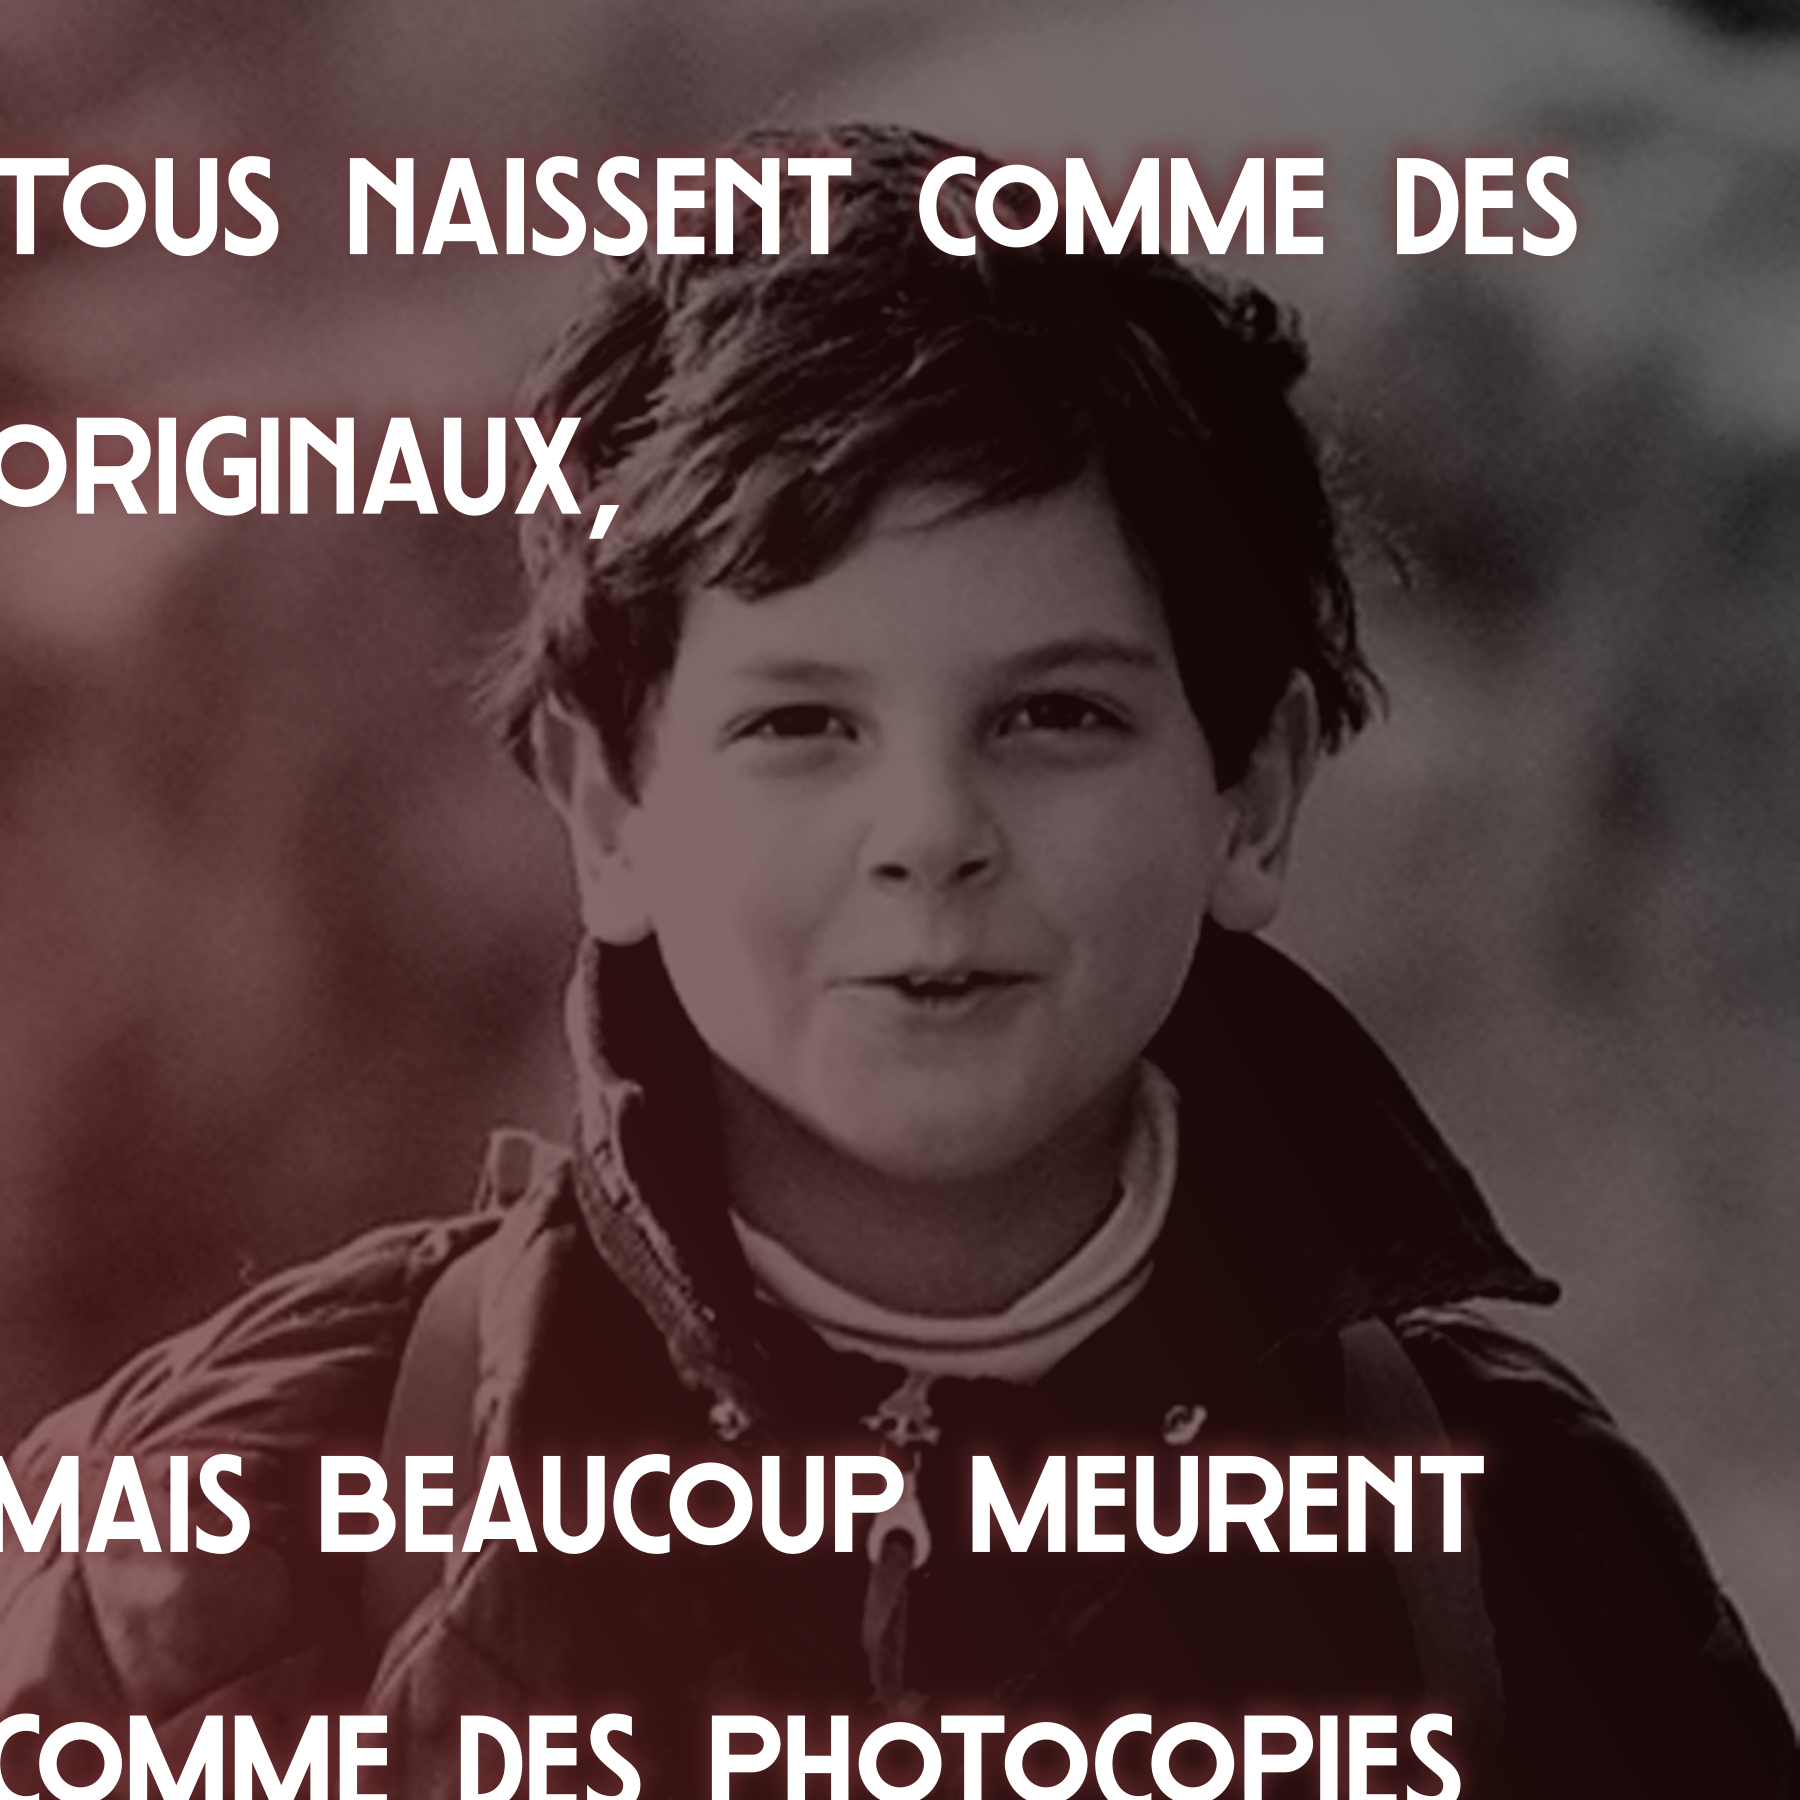 TOUS NAISSENT COMME DES
ORIGINAUX,
MAIS BEAUCOUP MEURENT
COMME DES PHOTOCOPIES